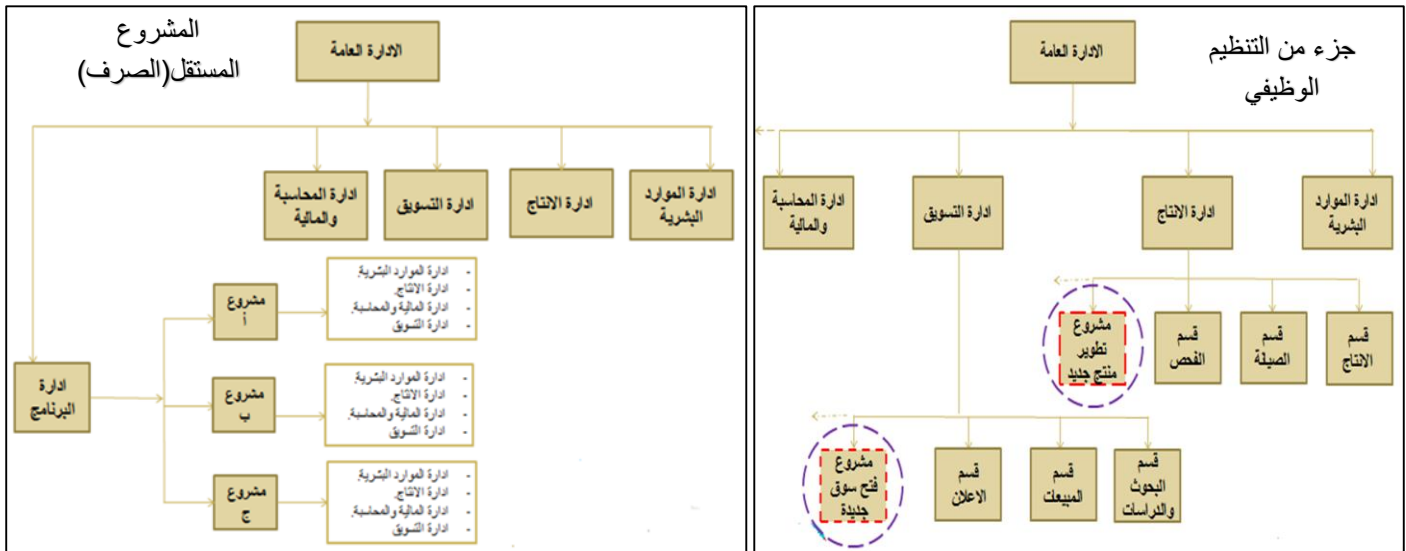 جزء من التنظيم
الوظيفي
الادارة العامة
ادارة الموارد
البشرية
ادارة الانتاج
ادارة التسويق
ادارة المحاسبة
والمالية
قسم
الانتاج
قسم
الصيلة
قسم
الفحص
مشروع
تطوير
منتج جديد
قسم
البحوث
والدراسات
قسم
المبيعات
قسم
الاعلان
مشروع
فتح سوق
جديدة
المشروع
المستقل(الصرف)
الادارة العامة
ادارة الموارد
البشرية
ادارة الانتاج
ادارة التسويق
ادارة المحاسبة
والمالية
ادارة
البرنامج
مشروع
أ
- ادارة الموارد البشرية.
- ادارة الانتاج.
- ادارة المالية والمحاسبة.
- ادارة التسويق
مشروع
ب
- ادارة الموارد البشرية.
- ادارة الانتاج.
- ادارة المالية والمحاسبة.
- ادارة التسويق
مشروع
ج
- ادارة الموارد البشرية.
- ادارة الانتاج.
- ادارة المالية والمحاسبة.
- ادارة التسويق